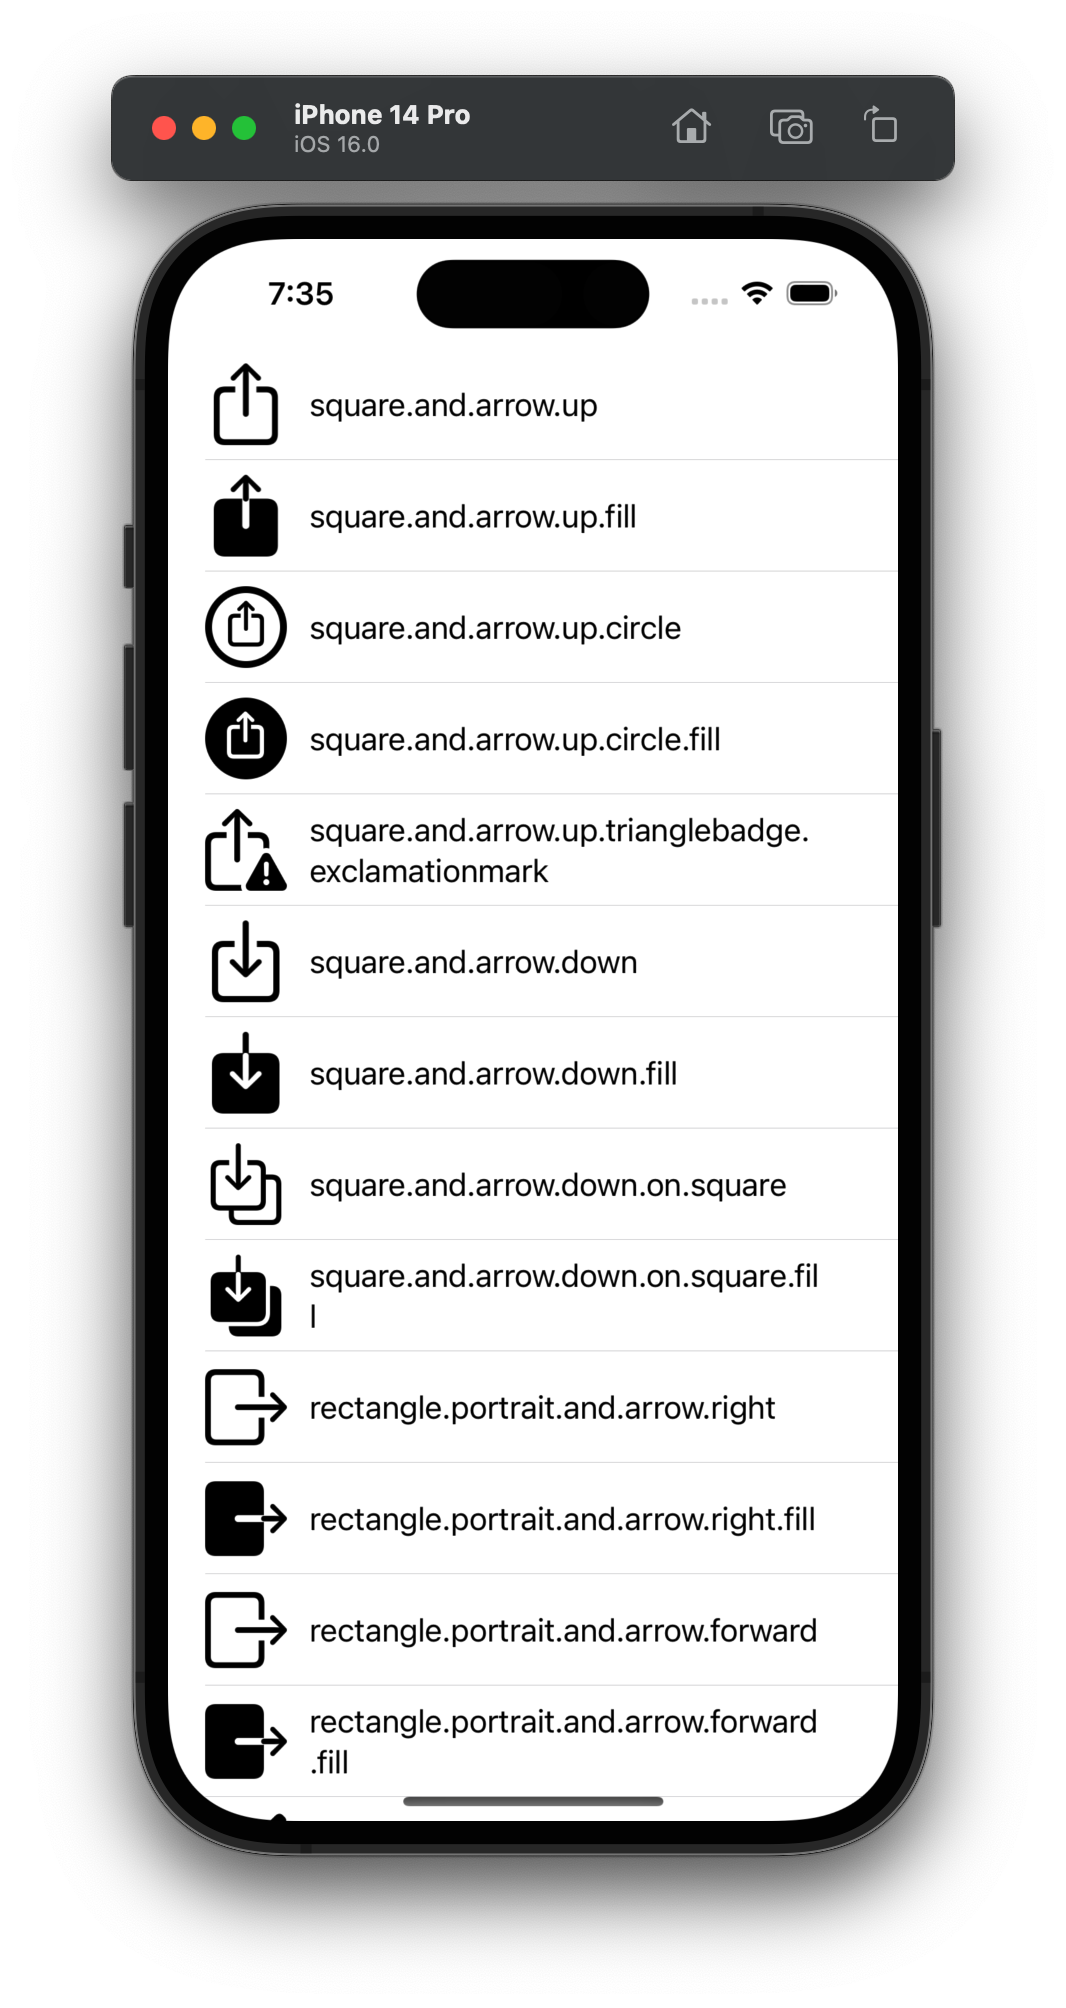 iPhone 14 Pro
iOS 16.0
7:35
square.and.arrow.up
square.and.arrow.up.fill
square.and.arrow.up.circle
square.and.arrow.up.circle.fill
square.and.arrow.up.trianglebadge.
exclamationmark
square.and.arrow.down
square.and.arrow.down.fill
square.and.arrow.down.on.square
square.and.arrow.down.on.square.fil
l
rectangle.portrait.and.arrow.right
rectangle.portrait.and.arrow.right.fill
rectangle.portrait.and.arrow.forward
rectangle.portrait.and.arrow.forward
.fill